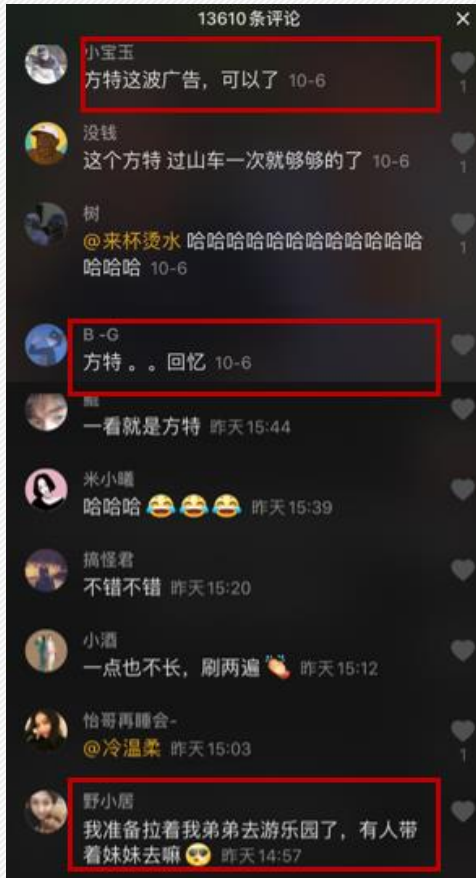 13610条评论
×
小宝玉
方特这波广告，可以了 10-6
1
没钱
这个方特 过山车一次就够够的了 10-6
1
树
@来杯烫水 哈哈哈哈哈哈哈哈哈哈哈哈
哈哈哈 10-6
1
B -G
方特 。。回忆 10-6
一看就是方特 昨天15:44
米小曦
哈哈哈 😂😂😂 昨天15:39
搞怪君
不错不错 昨天15:20
小酒
一点也不长，刷两遍 👏🏻 昨天15:12
怡哥再睡会-
@冷温柔 昨天15:03
1
野小居
我准备拉着我弟弟去游乐园了，有人带
着妹妹去嘛 😎 昨天14:57